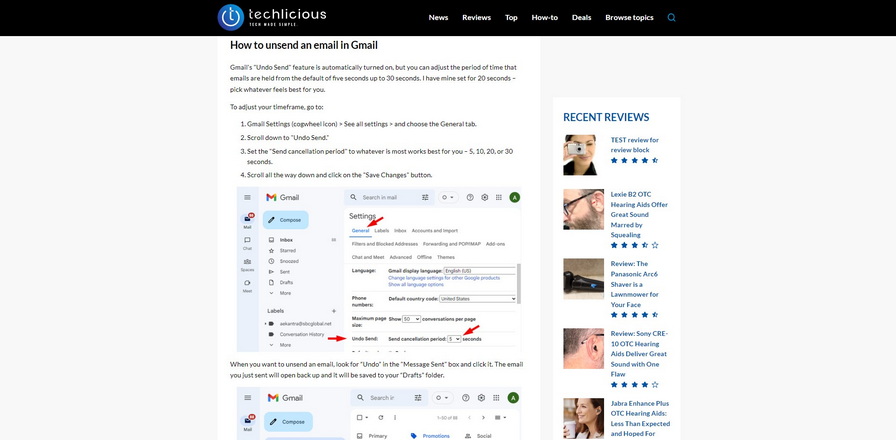 techlicious
TECH MADE SIMPLE
News Reviews Top How-to Deals Browse topics
How to unsend an email in Gmail
Gmail's "Undo Send" feature is automatically turned on, but you can adjust the period of time that
emails are held from the default of five seconds up to 30 seconds. I have mine set for 20 seconds –
pick whatever feels best for you.
To adjust your timeframe, go to:
1. Gmail Settings (cogwheel icon) > See all settings > and choose the General tab.
2. Scroll down to "Undo Send."
3. Set the "Send cancellation period" to whatever is most works best for you – 5, 10, 20, or 30
seconds.
4. Scroll all the way down and click on the "Save Changes" button.
Gmail
Search in mail
A
Mail
Chat
Spaces
Meet
Compose
Inbox
Starred
Snoozed
Sent
Drafts
More
Labels +
aekantra@sbcglobal.net
Conversation History
More
Settings
General Labels Inbox Accounts and Import
Filters and Blocked Addresses Forwarding and POP/IMAP Add-ons
Chat and Meet Advanced Offline Themes
Language: Gmail display language: English (US)
Change language settings for other Google products
Show all language options
Phone
numbers:
Default country code: United States
Maximum page
size:
Show 50 conversations per page
Undo Send: Send cancellation period: 5 seconds
When you want to unsend an email, look for "Undo" in the "Message Sent" box and click it. The email
you just sent will open back up and it will be saved to your "Drafts" folder.
Gmail
Search in
A
Mail
Compose
1–50 of 88
Primary Promotions Social
RECENT REVIEWS
TEST review for
review block
Lexie B2 OTC
Hearing Aids Offer
Great Sound
Marred by
Squealing
Review: The
Panasonic Arc6
Shaver is a
Lawnmower for
Your Face
Review: Sony CRE-
10 OTC Hearing
Aids Deliver Great
Sound with One
Flaw
Jabra Enhance Plus
OTC Hearing Aids:
Less Than Expected
and Hoped For